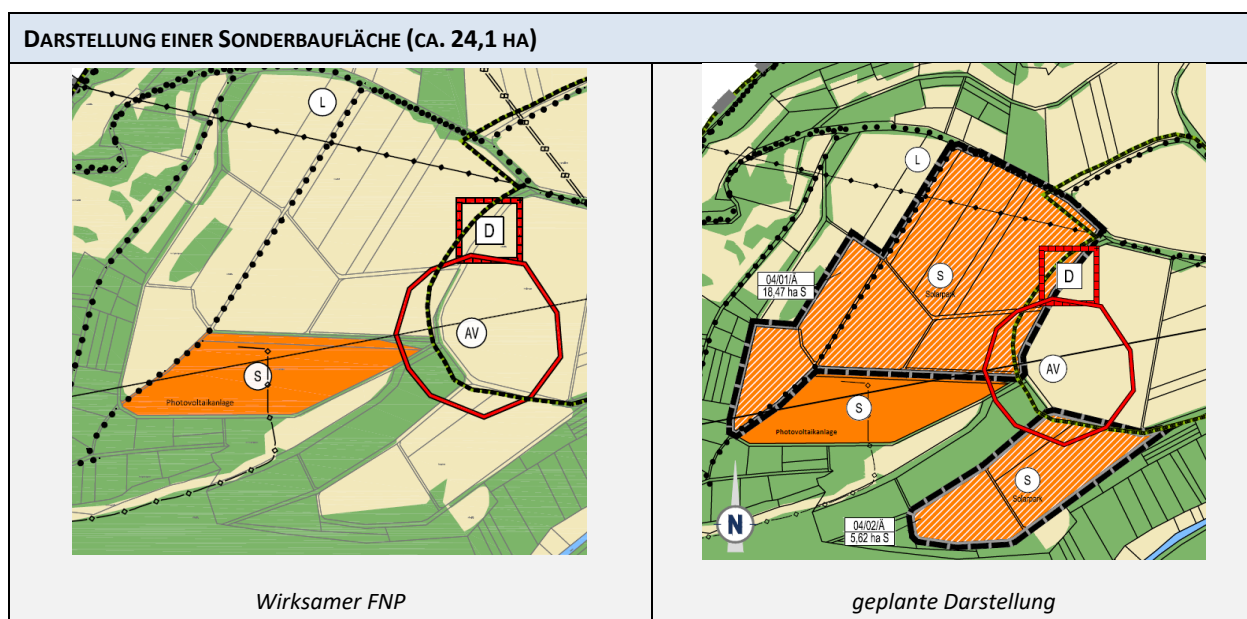 DARSTELLUNG EINER SONDERBAUFLÄCHE (CA. 24,1 HA)
L
D
AV
S
Photovoltaikanlage
Wirksamer FNP
L
04/01/Ä
18,47 ha S
S
Solarpark
D
AV
S
Photovoltaikanlage
S
Solarpark
04/02/Ä
5,62 ha S
N
geplante Darstellung